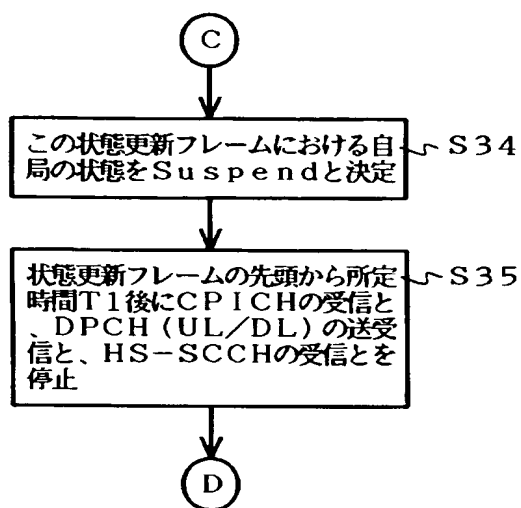 C
この状態更新フレームにおける自
局の状態をSuspendと決定
S34
状態更新フレームの先頭から所定
時間T1後にCPICHの受信と
、DPCH(UL/DL)の送受
信と、HS-SCCHの受信とを
停止
S35
D